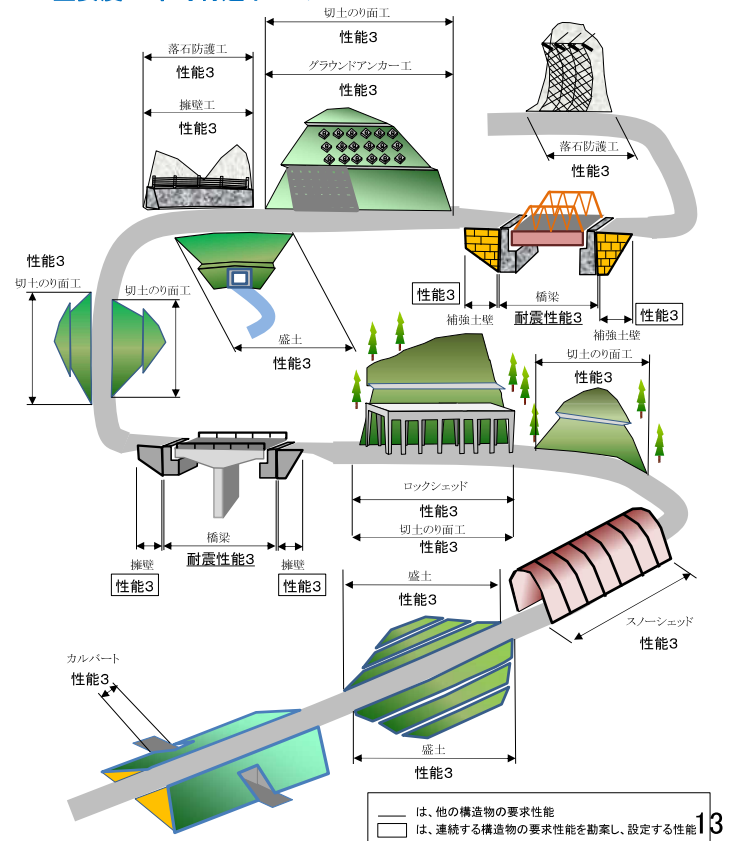 切土のり面工
性能3
落石防護工
性能3
グラウンドアンカー工
性能3
擁壁工
性能3
落石防護工
性能3
性能3
切土のり面工
切土のり面工
性能3
橋梁
性能3
補強土壁
耐震性能3
補強土壁
盛土
性能3
切土のり面工
性能3
ロックシェッド
性能3
切土のり面工
性能3
橋梁
耐震性能3
擁壁
性能3
擁壁
性能3
盛土
性能3
スノーシェッド
性能3
カルバート
性能3
盛土
性能3
は、他の構造物の要求性能
は、連続する構造物の要求性能を勘案し、設定する性能
13